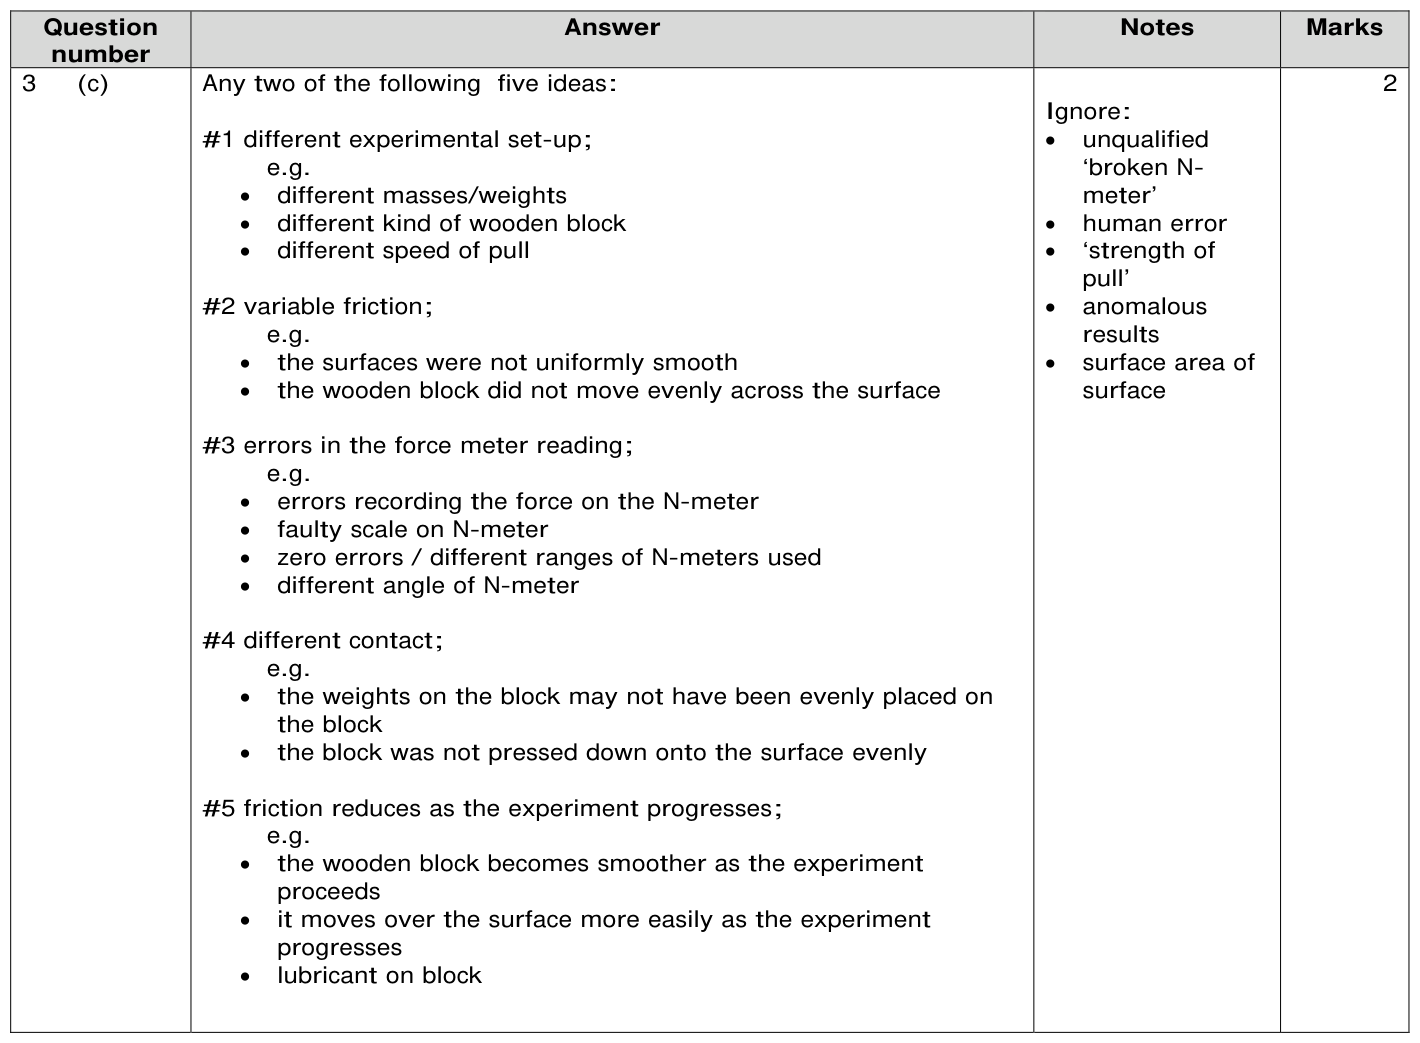 Question number
Answer
Notes
Marks
3 (c)
Any two of the following  five ideas:
#1 different experimental set-up;
e.g.
• different masses/weights
• different kind of wooden block
• different speed of pull
#2 variable friction;
e.g.
• the surfaces were not uniformly smooth
• the wooden block did not move evenly across the surface
#3 errors in the force meter reading;
e.g.
• errors recording the force on the N-meter
• faulty scale on N-meter
• zero errors / different ranges of N-meters used
• different angle of N-meter
#4 different contact;
e.g.
• the weights on the block may not have been evenly placed on
the block
• the block was not pressed down onto the surface evenly
#5 friction reduces as the experiment progresses;
e.g.
• the wooden block becomes smoother as the experiment
proceeds
• it moves over the surface more easily as the experiment
progresses
• lubricant on block
Ignore:
• unqualified
‘broken N-
meter’
• human error
• ‘strength of
pull’
• anomalous
results
• surface area of
surface
2